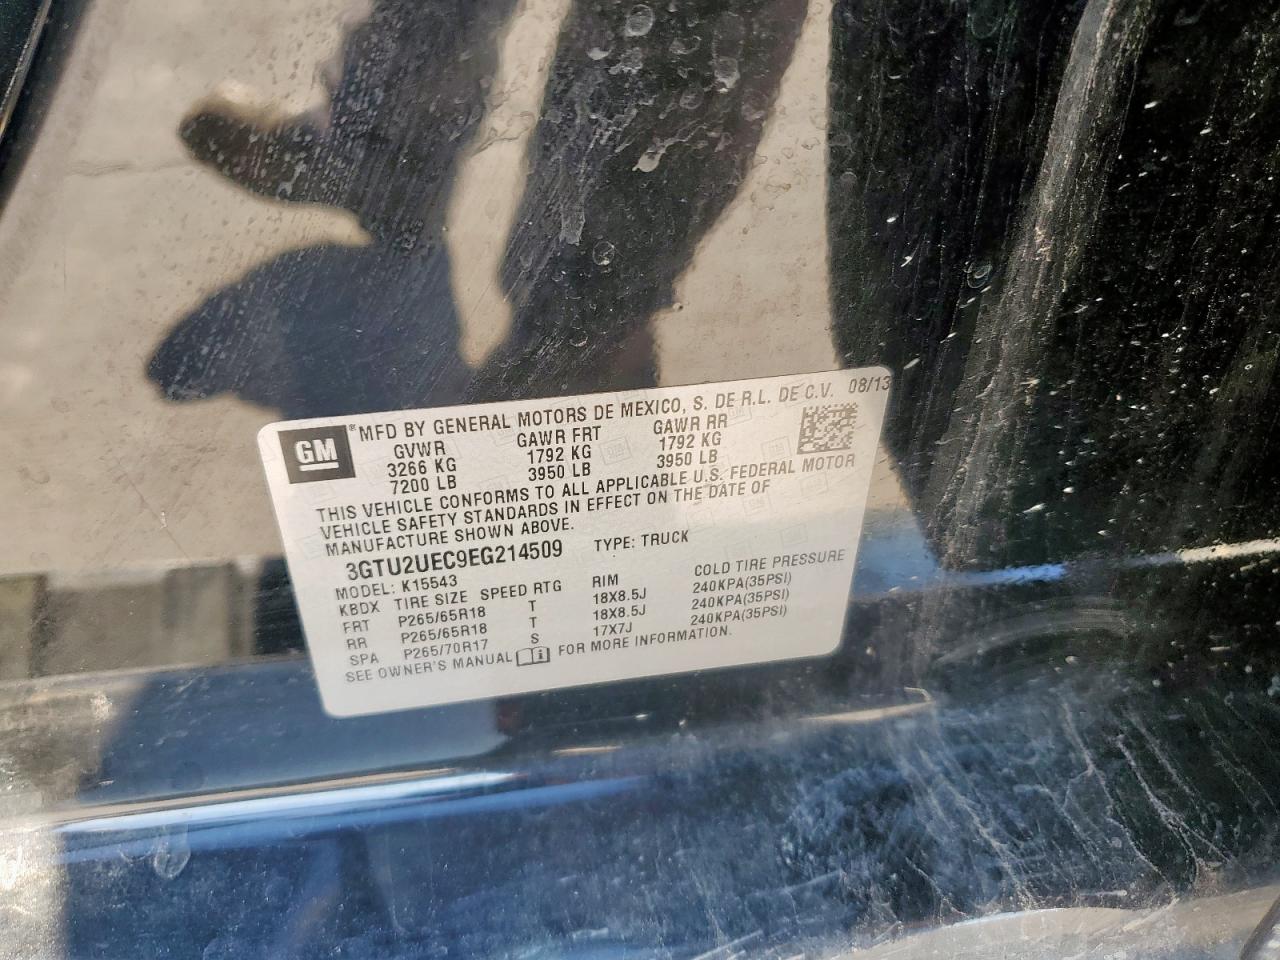 GM ® MFD BY GENERAL MOTORS DE MEXICO, S. DE R.L. DE C.V. 08/13
GVWR GAWR FRT GAWR RR
3266 KG 1792 KG 1792 KG
7200 LB 3950 LB 3950 LB
THIS VEHICLE CONFORMS TO ALL APPLICABLE U.S. FEDERAL MOTOR
VEHICLE SAFETY STANDARDS IN EFFECT ON THE DATE OF
MANUFACTURE SHOWN ABOVE.
3GTU2UEC9EG214509 TYPE: TRUCK
MODEL: K15543
KBDX TIRE SIZE SPEED RTG RIM COLD TIRE PRESSURE
FRT P265/65R18 T 18X8.5J 240KPA(35PSI)
RR P265/65R18 T 18X8.5J 240KPA(35PSI)
SPA P265/70R17 S 17X7J 240KPA(35PSI)
SEE OWNER'S MANUAL FOR MORE INFORMATION.